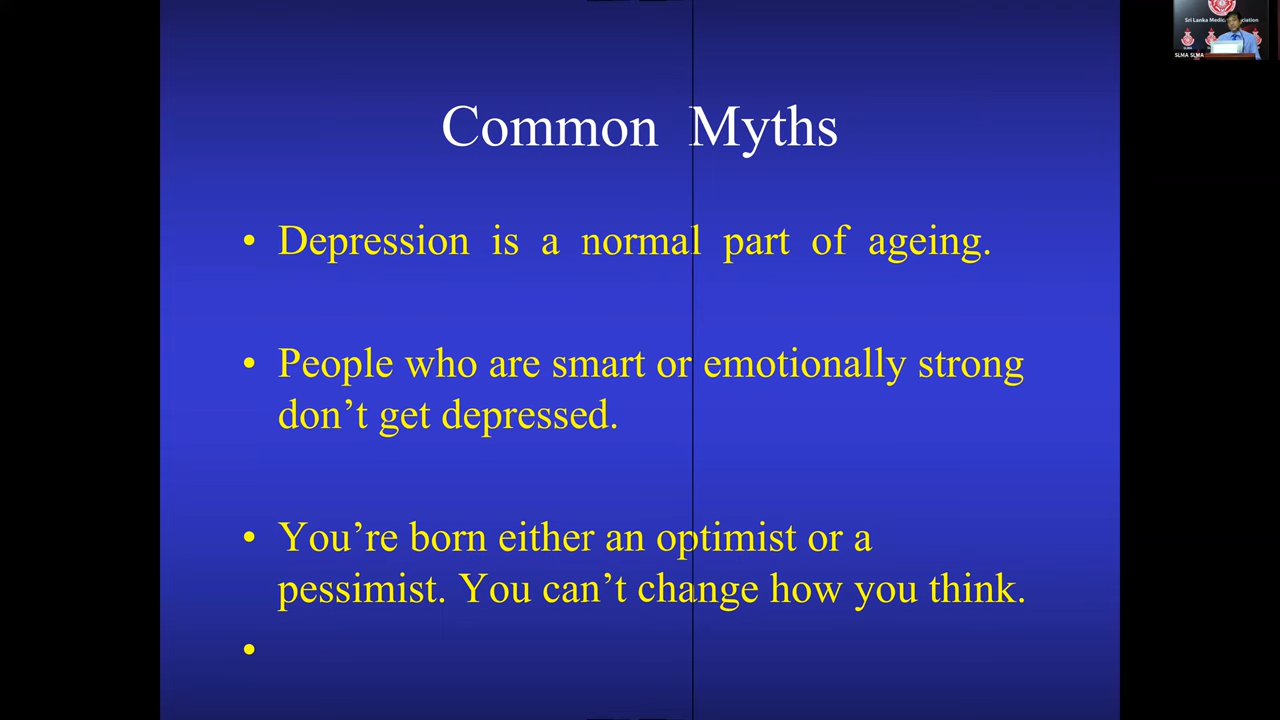 Sri Lanka Medical Association
SLMA SLMA
Common Myths
• Depression is a normal part of ageing.
• People who are smart or emotionally strong
don’t get depressed.
• You’re born either an optimist or a
pessimist. You can’t change how you think.
•